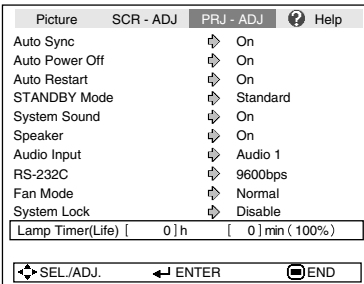 Picture SCR - ADJ PRJ - ADJ ? Help
Auto Sync On
Auto Power Off On
Auto Restart On
STANDBY Mode Standard
System Sound On
Speaker On
Audio Input Audio 1
RS-232C 9600bps
Fan Mode Normal
System Lock Disable
Lamp Timer(Life) [ 0 ] h [ 0 ] min ( 100%)
SEL./ADJ. ENTER END